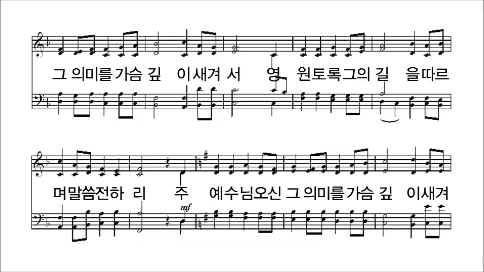 그 의미를 가슴 깊 이새겨 서 영 원토록그의 길 을따르
며말씀전하 리 주 예수님오신 그 의미를 가슴 깊 이새겨
mf